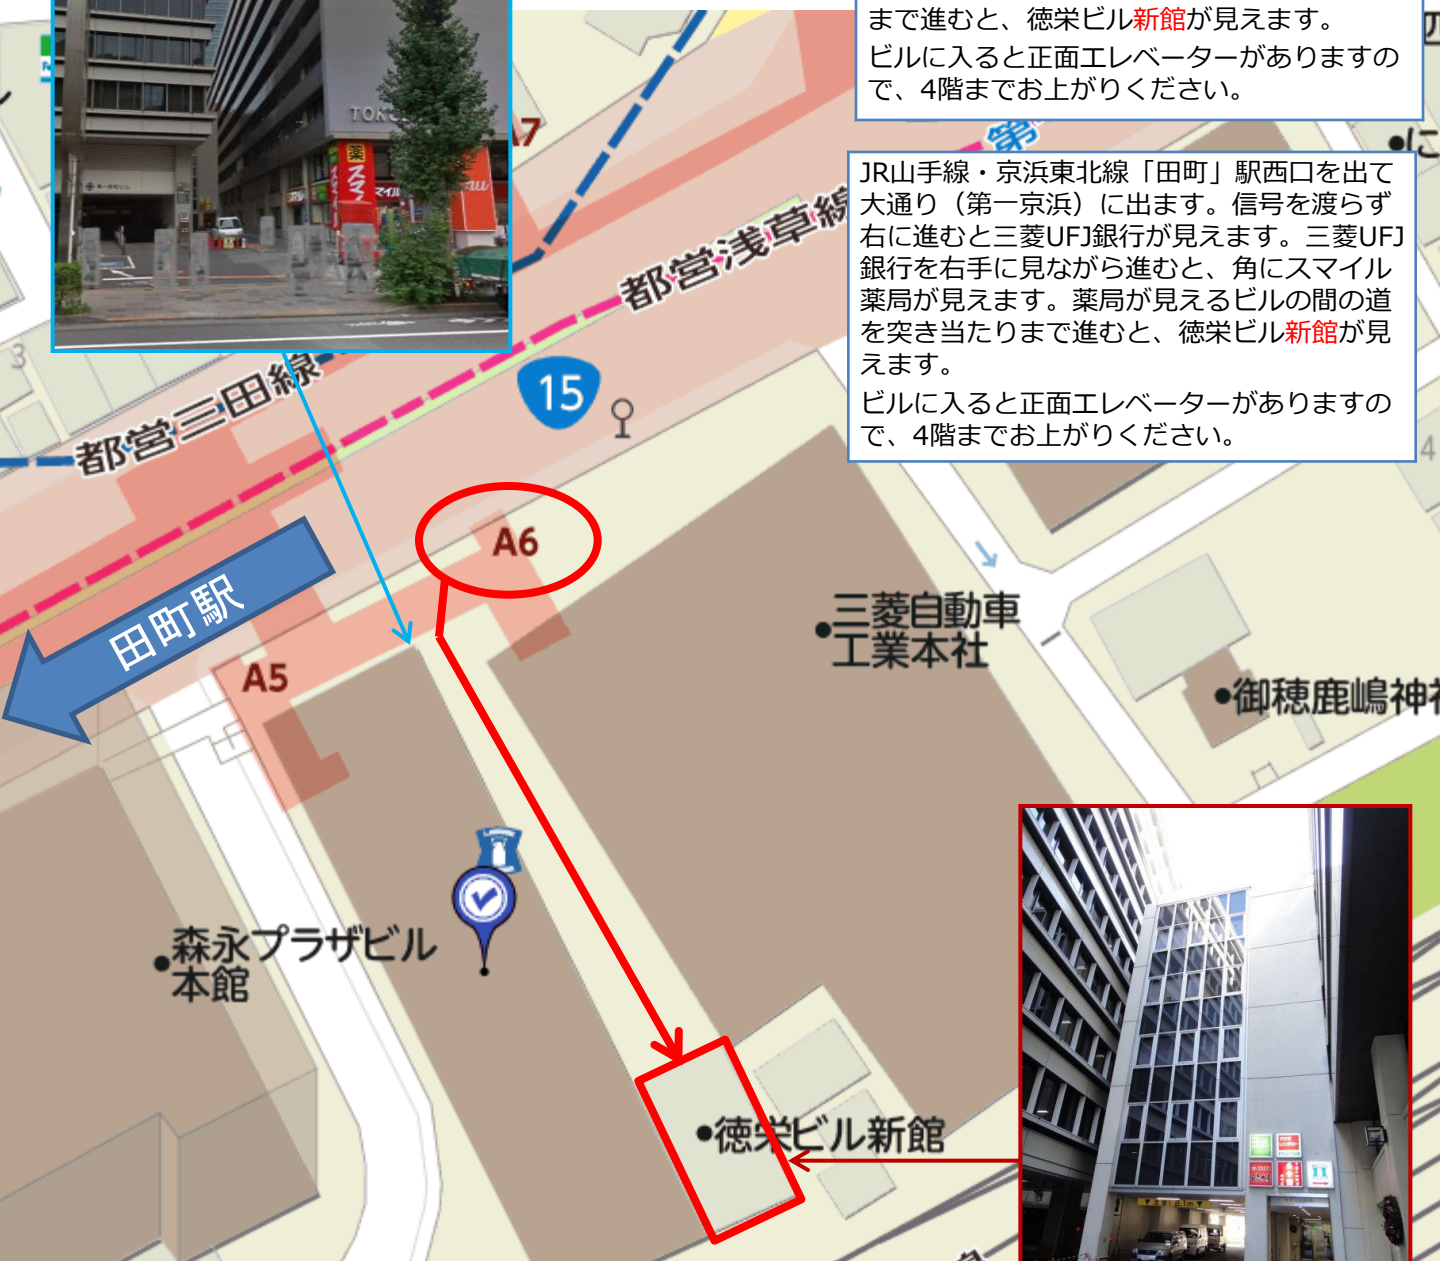 まで進むと、徳栄ビル新館が見えます。
ビルに入ると正面エレベーターがありますの
で、4階までお上がりください。
JR山手線・京浜東北線「田町」駅西口を出て
大通り（第一京浜）に出ます。信号を渡らず
右に進むと三菱UFJ銀行が見えます。三菱UFJ
銀行を右手に見ながら進むと、角にスマイル
薬局が見えます。薬局が見えるビルの間の道
を突き当たりまで進むと、徳栄ビル新館が見
えます。
ビルに入ると正面エレベーターがありますの
で、4階までお上がりください。
薬
スマイル
au
A7
第
に
都営浅草線
3
15
都営三田線
4
A6
田町駅
A5
三菱自動車
工業本社
御穂鹿嶋神社
森永プラザビル
本館
徳栄ビル新館